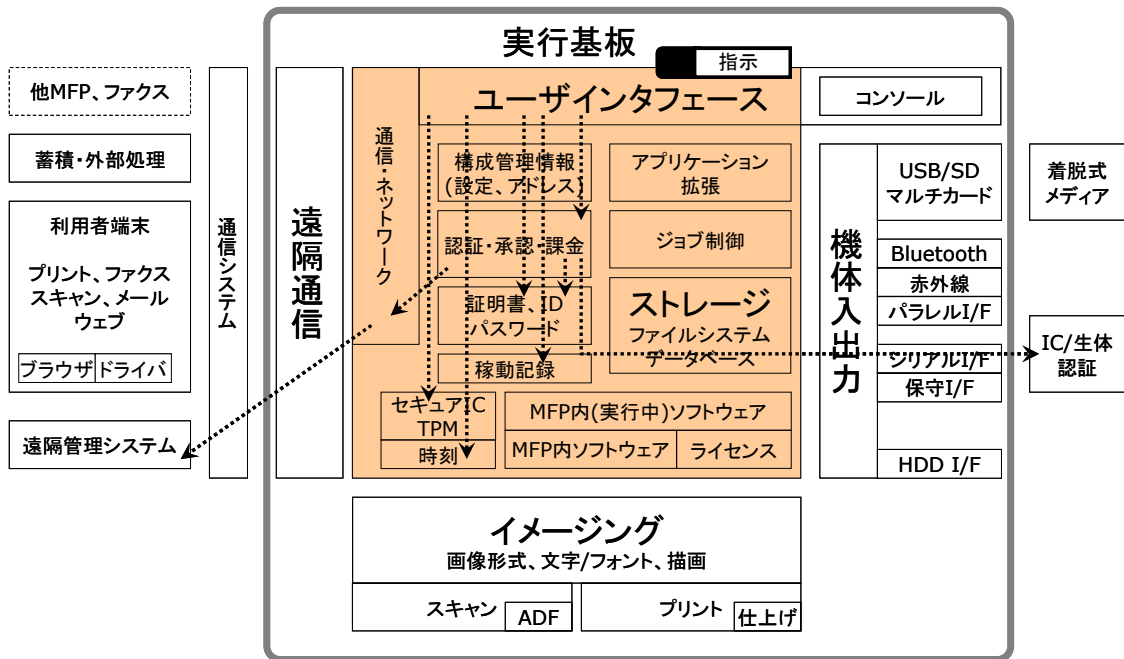 実行基板
指示
他MFP、ファクス
蓄積・外部処理
利用者端末
プリント、ファクス
スキャン、メール
ウェブ
ブラウザ
ドライバ
遠隔管理システム
通信システム
遠隔通信
通信・ネットワーク
ユーザインタフェース
コンソール
構成管理情報
(設定、アドレス)
アプリケーション
拡張
認証・承認・課金
ジョブ制御
証明書、ID
パスワード
ストレージ
ファイルシステム
データベース
稼動記録
セキュアIC
TPM
時刻
MFP内(実行中)ソフトウェア
MFP内ソフトウェア
ライセンス
機体入出力
USB/SD
マルチカード
Bluetooth
赤外線
パラレルI/F
シリアルI/F
保守I/F
HDD I/F
着脱式
メディア
IC/生体
認証
イメージング
画像形式、文字/フォント、描画
スキャン
ADF
プリント
仕上げ